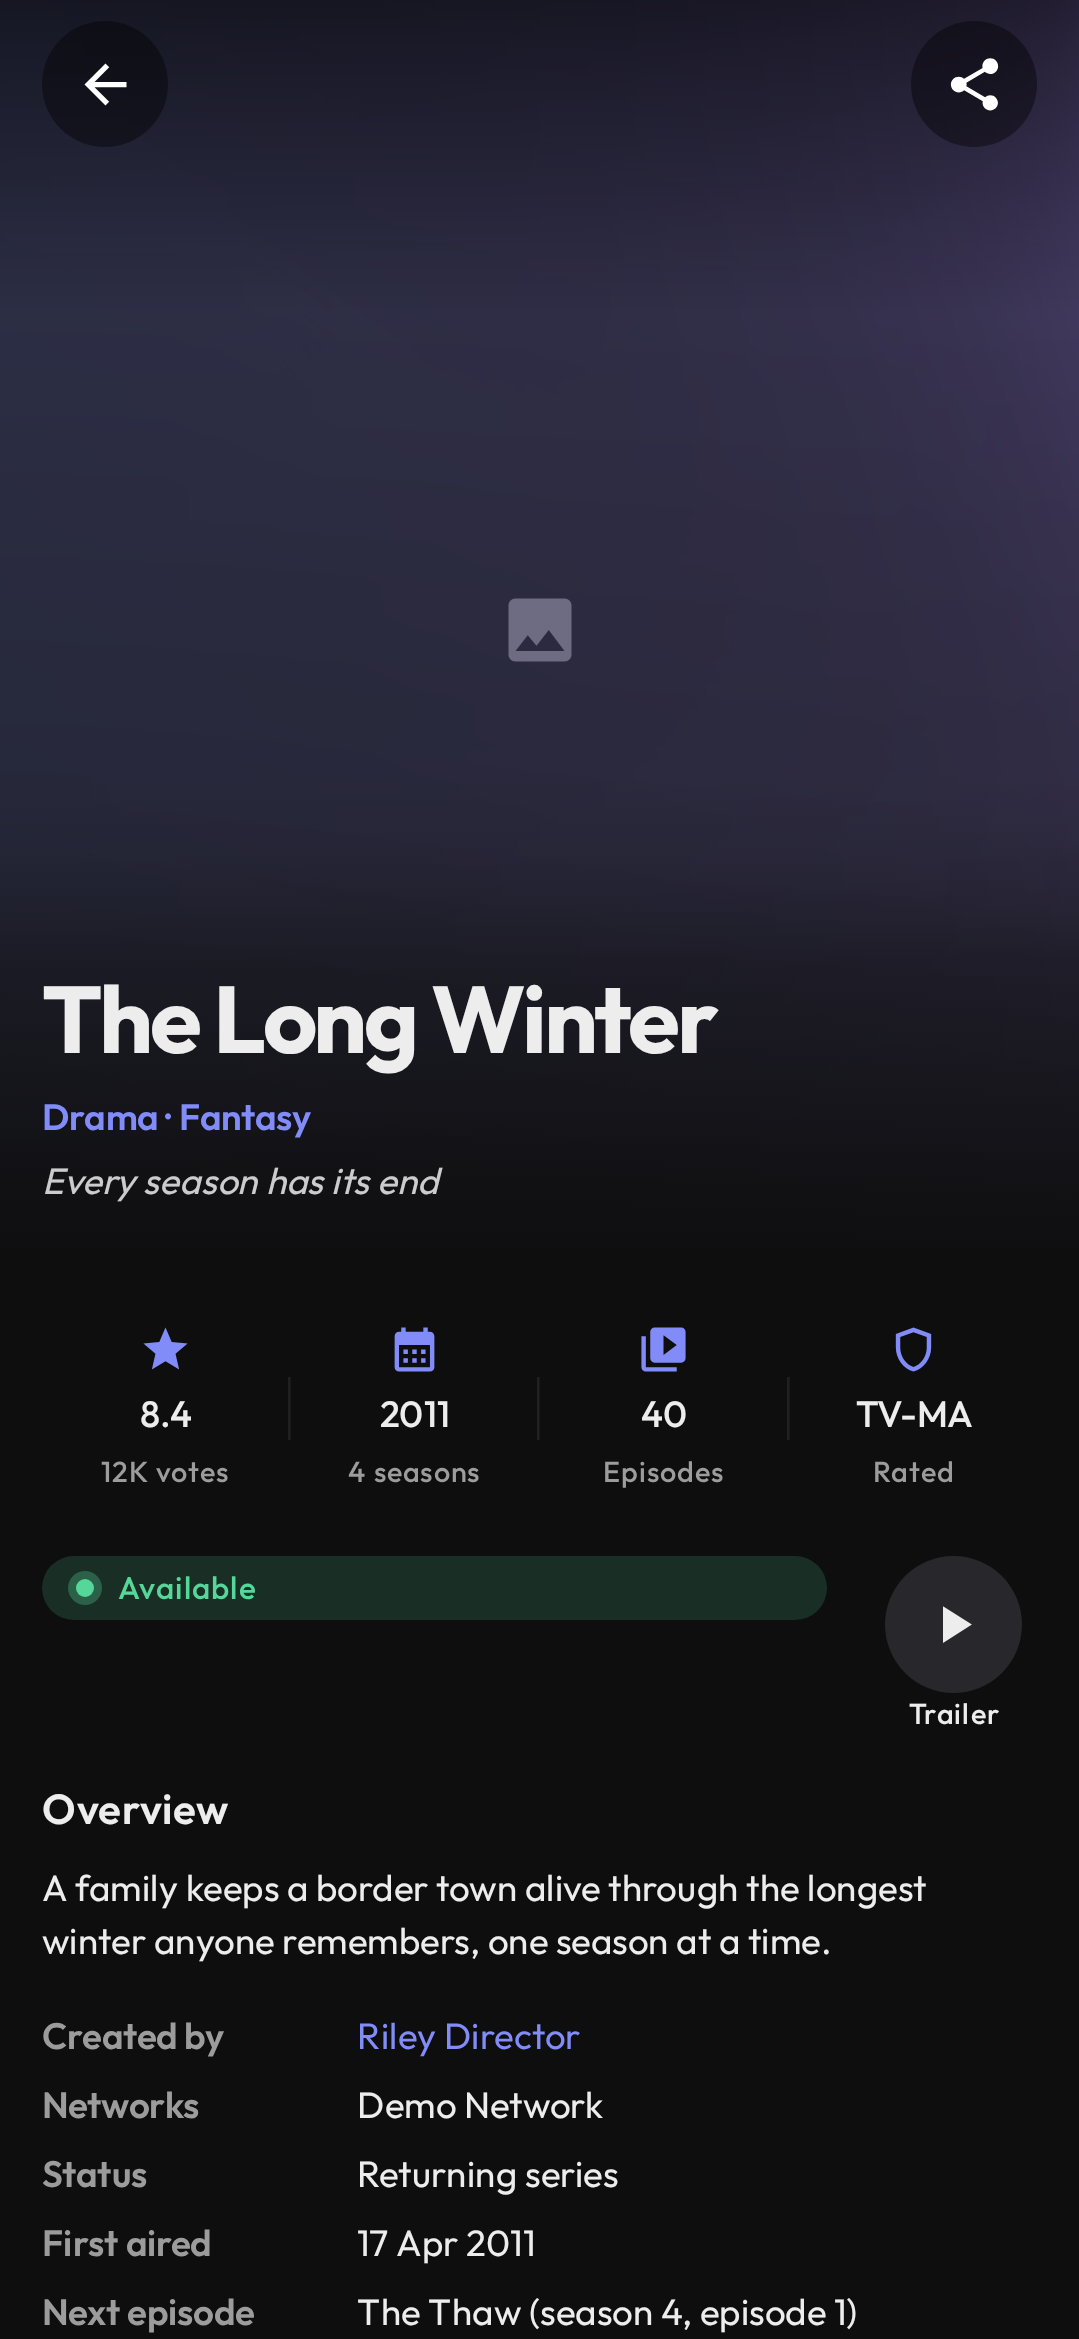 The Long Winter
Drama · Fantasy
Every season has its end
8.4
2011
40
TV-MA
12K votes
4 seasons
Episodes
Rated
Available
Trailer
Overview
A family keeps a border town alive through the longest
winter anyone remembers, one season at a time.
Created by Riley Director
Networks Demo Network
Status Returning series
First aired 17 Apr 2011
Next episode The Thaw (season 4, episode 1)